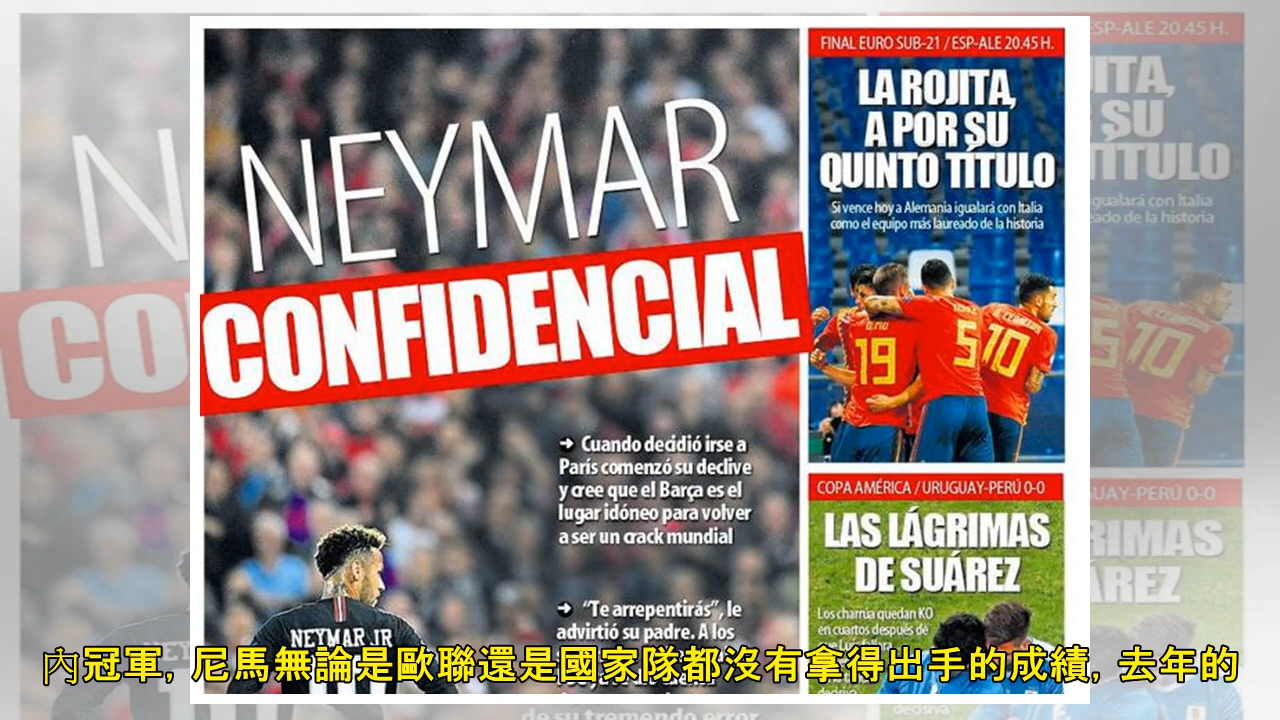 NEYMAR
CONFIDENCIAL
➔ Cuando decidió irse a
París comenzó su declive
y cree que el Barça es el
lugar idóneo para volver
a ser un crack mundial
➔ "Te arrepentirás", le
advirtió su padre. A los
de su tremendo error
NEYMAR JR
FINAL EURO SUB-21 / ESP-ALE 20.45 H.
LA ROJITA,
A POR SU
QUINTO TÍTULO
Si vence hoy a Alemania igualará con Italia
como el equipo más laureado de la historia
19
5
10
COPA AMÉRICA / URUGUAY-PERÚ 0-0
LAS LÁGRIMAS
DE SUÁREZ
Los charrúa quedan KO
en cuartos después de
內冠軍, 尼馬無論是歐聯還是國家隊都沒有拿得出手的成績, 去年的